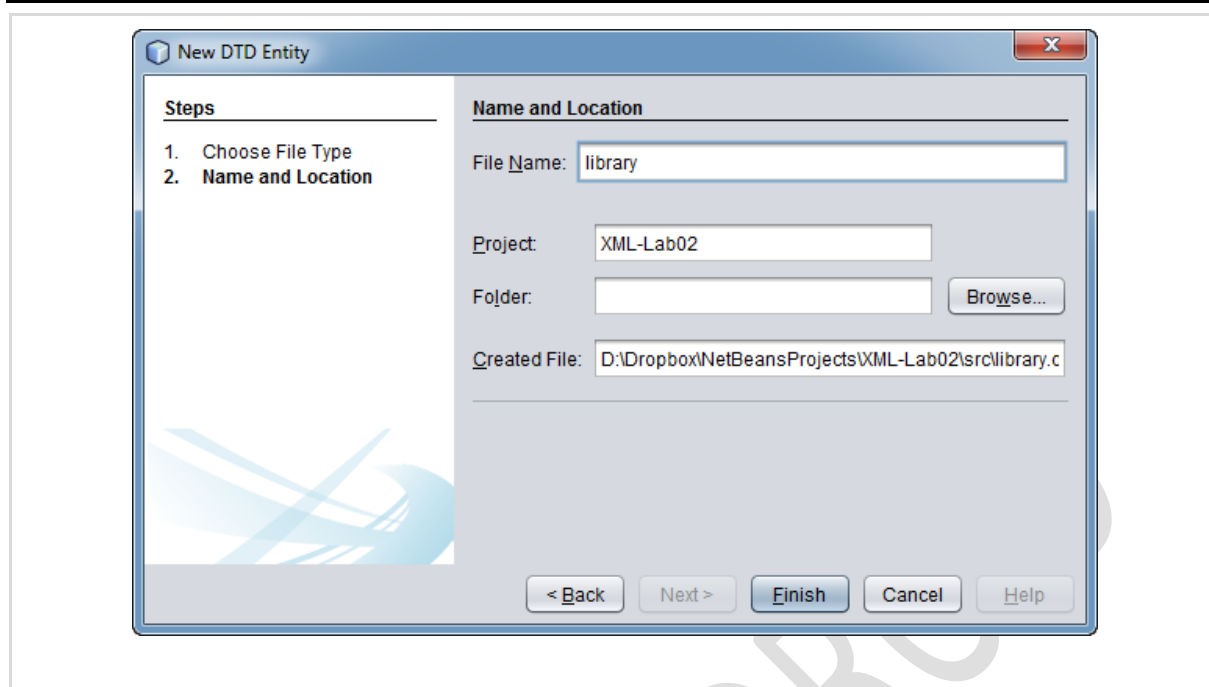 New DTD Entity
Steps
1. Choose File Type
2. Name and Location
Name and Location
File Name: library
Project: XML-Lab02
Folder:
Browse...
Created File: D:\Dropbox\NetBeansProjects\XML-Lab02\src\library.c
< Back Next > Finish Cancel Help